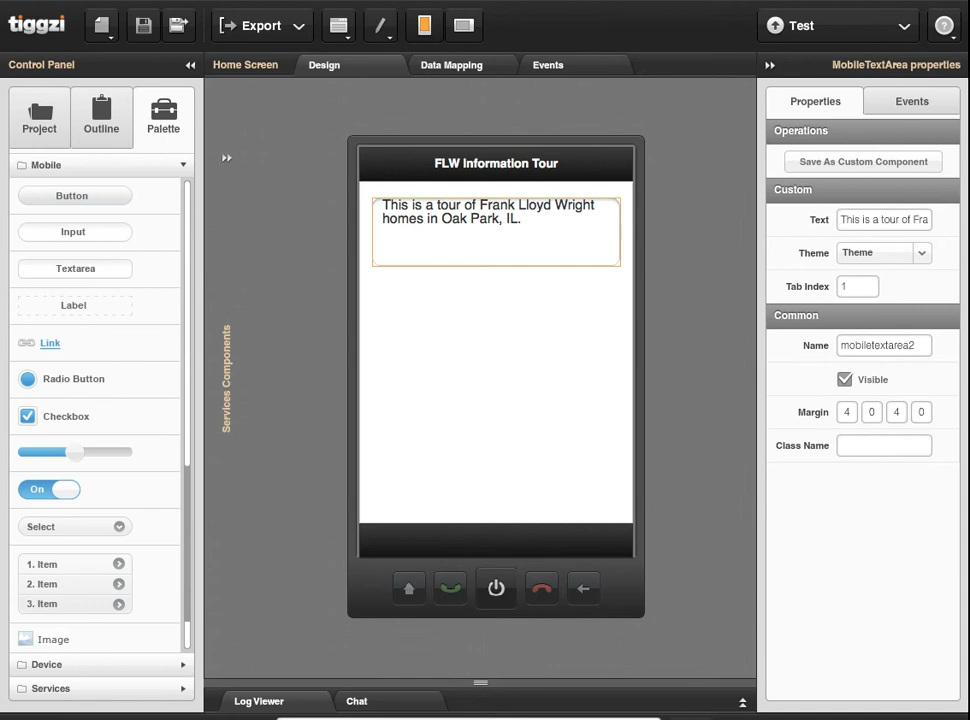 tiggzi
Export
Test
?
Control Panel
Home Screen
Design
Data Mapping
Events
MobileTextArea properties
Project
Outline
Palette
Mobile
Button
Input
Textarea
Label
Link
Radio Button
Checkbox
On
Select
1. Item
2. Item
3. Item
Image
Device
Services
Services Components
FLW Information Tour
This is a tour of Frank Lloyd Wright
homes in Oak Park, IL.
Log Viewer
Chat
Properties
Events
Operations
Save As Custom Component
Custom
Text This is a tour of Fra
Theme Theme
Tab Index 1
Common
Name mobiletextarea2
Visible
Margin 4 0 4 0
Class Name